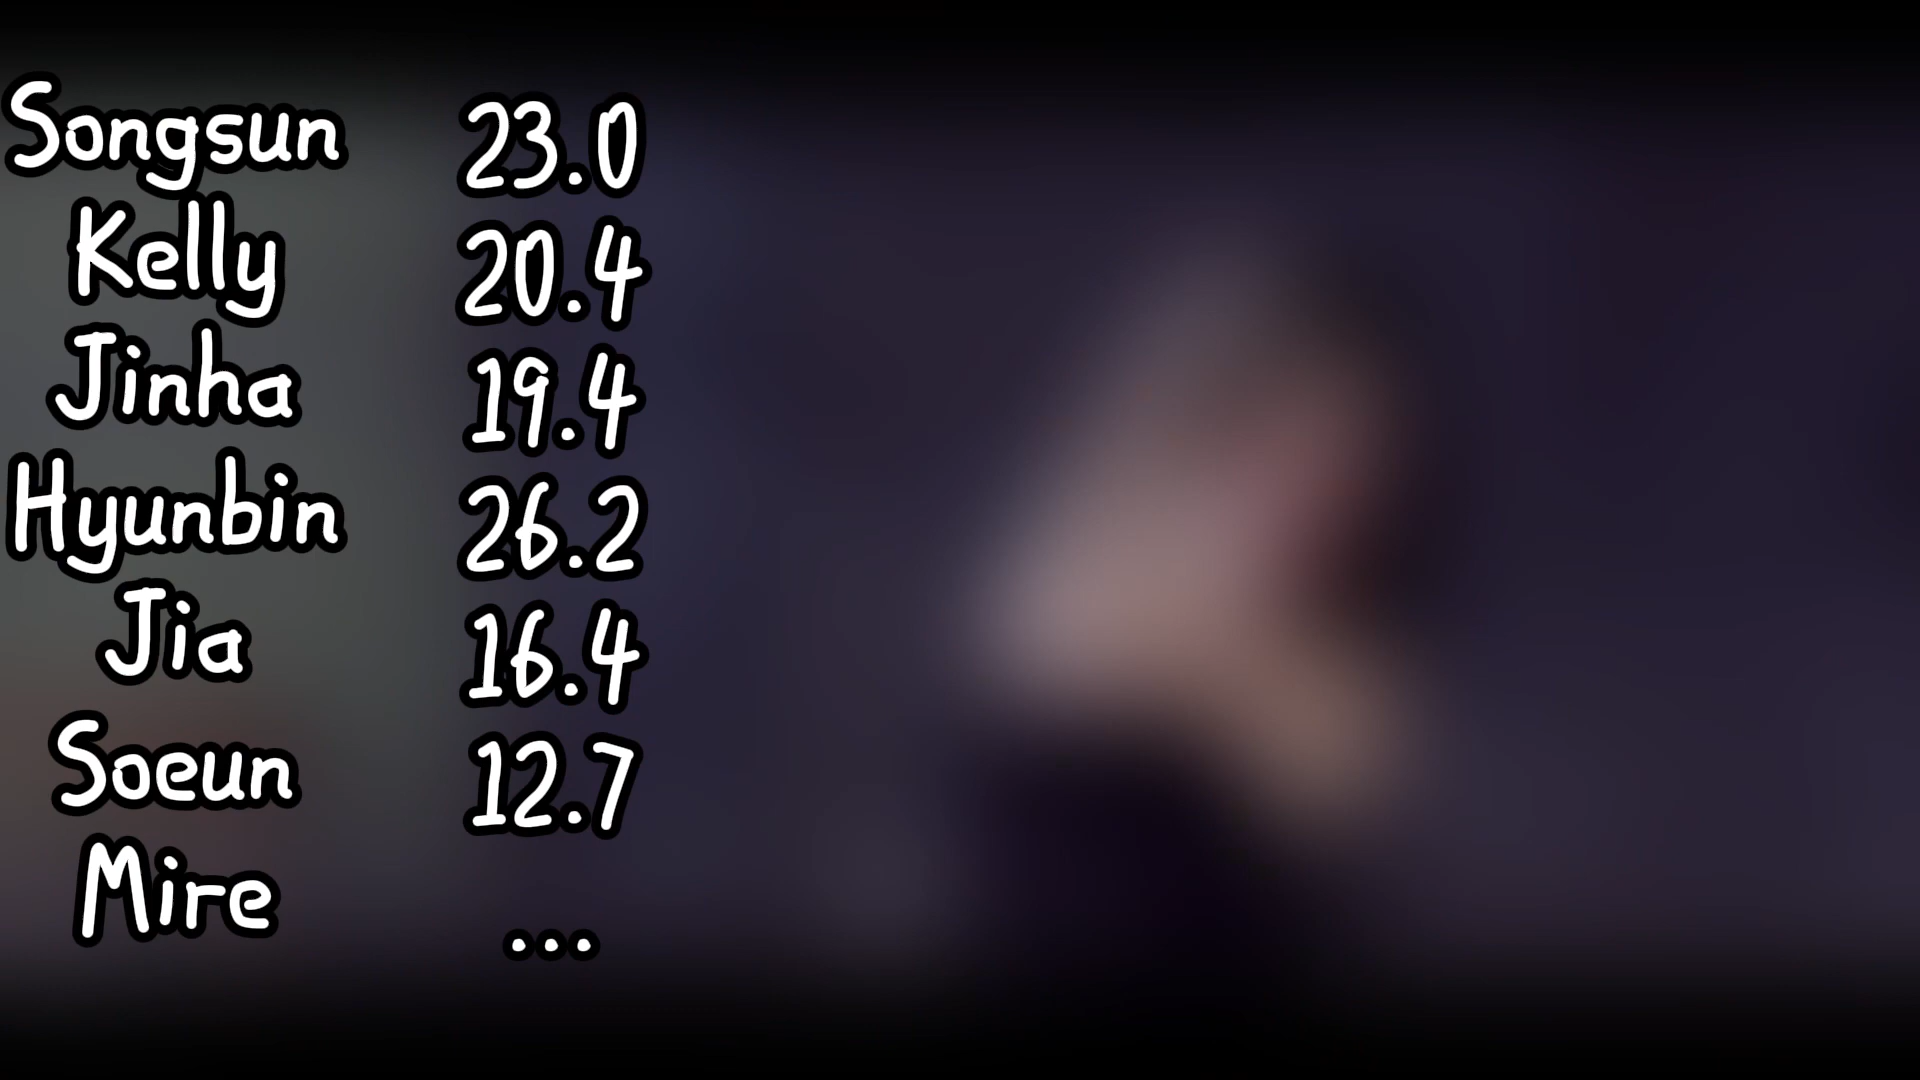 Songsun 23.0
Kelly 20.4
Jinha 19.4
Hyunbin 26.2
Jia 16.4
Soeun 12.7
Mire ...